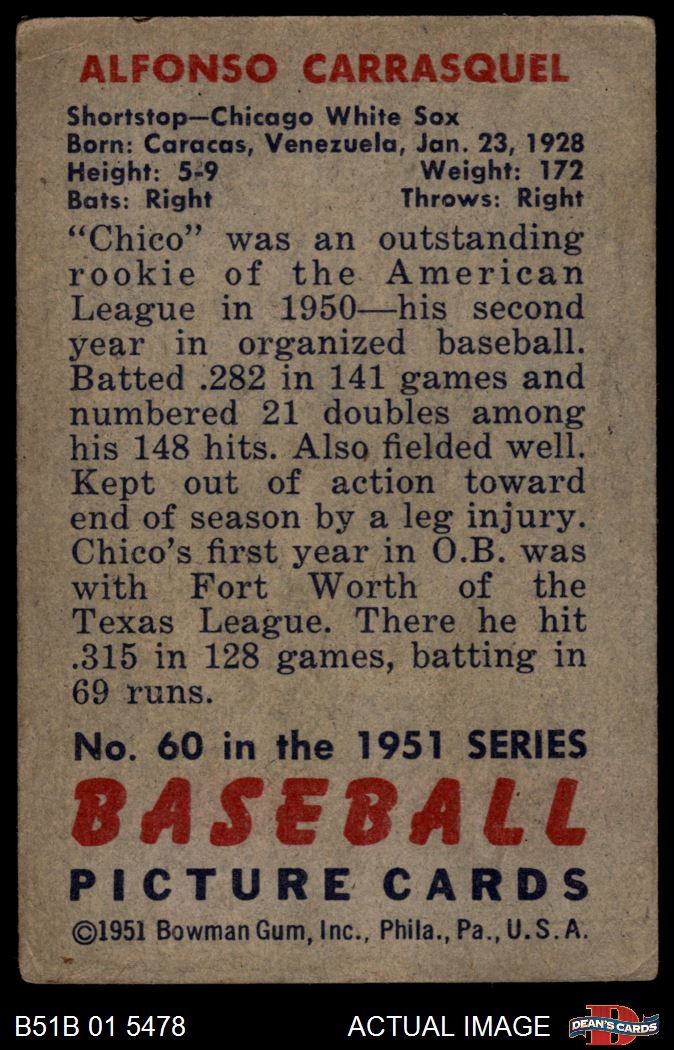 ALFONSO CARRASQUEL
Shortstop—Chicago White Sox
Born: Caracas, Venezuela, Jan. 23, 1928
Height: 5-9 Weight: 172
Bats: Right Throws: Right
“Chico” was an outstanding
rookie of the American
League in 1950—his second
year in organized baseball.
Batted .282 in 141 games and
numbered 21 doubles among
his 148 hits. Also fielded well.
Kept out of action toward
end of season by a leg injury.
Chico's first year in O.B. was
with Fort Worth of the
Texas League. There he hit
.315 in 128 games, batting in
69 runs.
No. 60 in the 1951 SERIES
BASEBALL
PICTURE CARDS
©1951 Bowman Gum, Inc., Phila., Pa., U.S.A.
B51B 01 5478 ACTUAL IMAGE DEAN'S CARDS